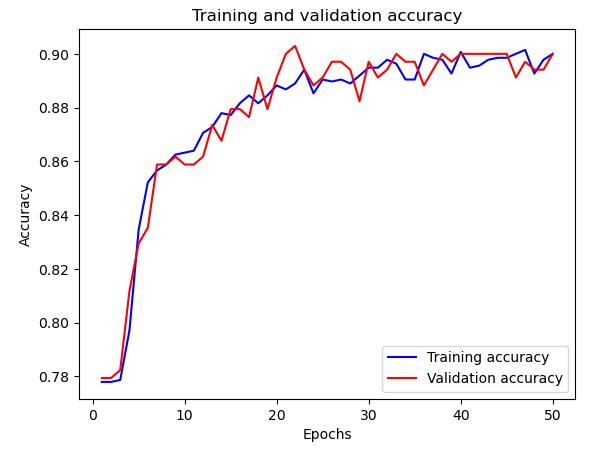 Training and validation accuracy
0.90
0.88
0.86
0.84
0.82
0.80
0.78
Accuracy
Training accuracy
Validation accuracy
0 10 20 30 40 50
Epochs